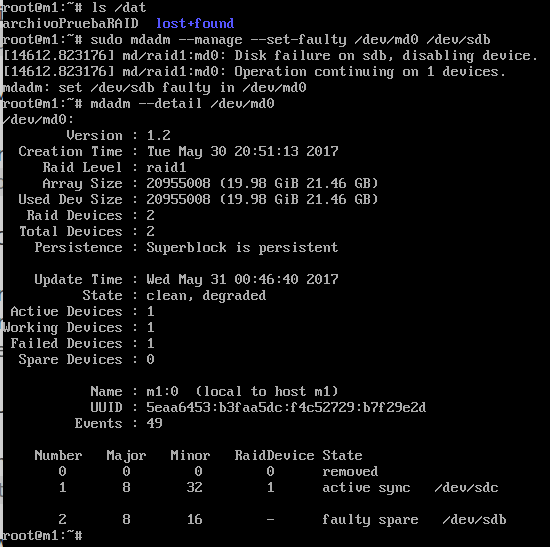 root@m1:~# ls /dat
archivoPruebaRAID  lost+found
root@m1:~# sudo mdadm --manage --set-faulty /dev/md0 /dev/sdb
[14612.823176] md/raid1:md0: Disk failure on sdb, disabling device.
[14612.823176] md/raid1:md0: Operation continuing on 1 devices.
mdadm: set /dev/sdb faulty in /dev/md0
root@m1:~# mdadm --detail /dev/md0
/dev/md0:
        Version : 1.2
  Creation Time : Tue May 30 20:51:13 2017
     Raid Level : raid1
     Array Size : 20955008 (19.98 GiB 21.46 GB)
  Used Dev Size : 20955008 (19.98 GiB 21.46 GB)
   Raid Devices : 2
  Total Devices : 2
    Persistence : Superblock is persistent

    Update Time : Wed May 31 00:46:40 2017
          State : clean, degraded
 Active Devices : 1
Working Devices : 1
 Failed Devices : 1
  Spare Devices : 0

           Name : m1:0  (local to host m1)
           UUID : 5eaa6453:b3faa5dc:f4c52729:b7f29e2d
         Events : 49

    Number   Major   Minor   RaidDevice State
       0       0        0        0      removed
       1       8       32        1      active sync   /dev/sdc

       2       8       16        -      faulty spare   /dev/sdb
root@m1:~#